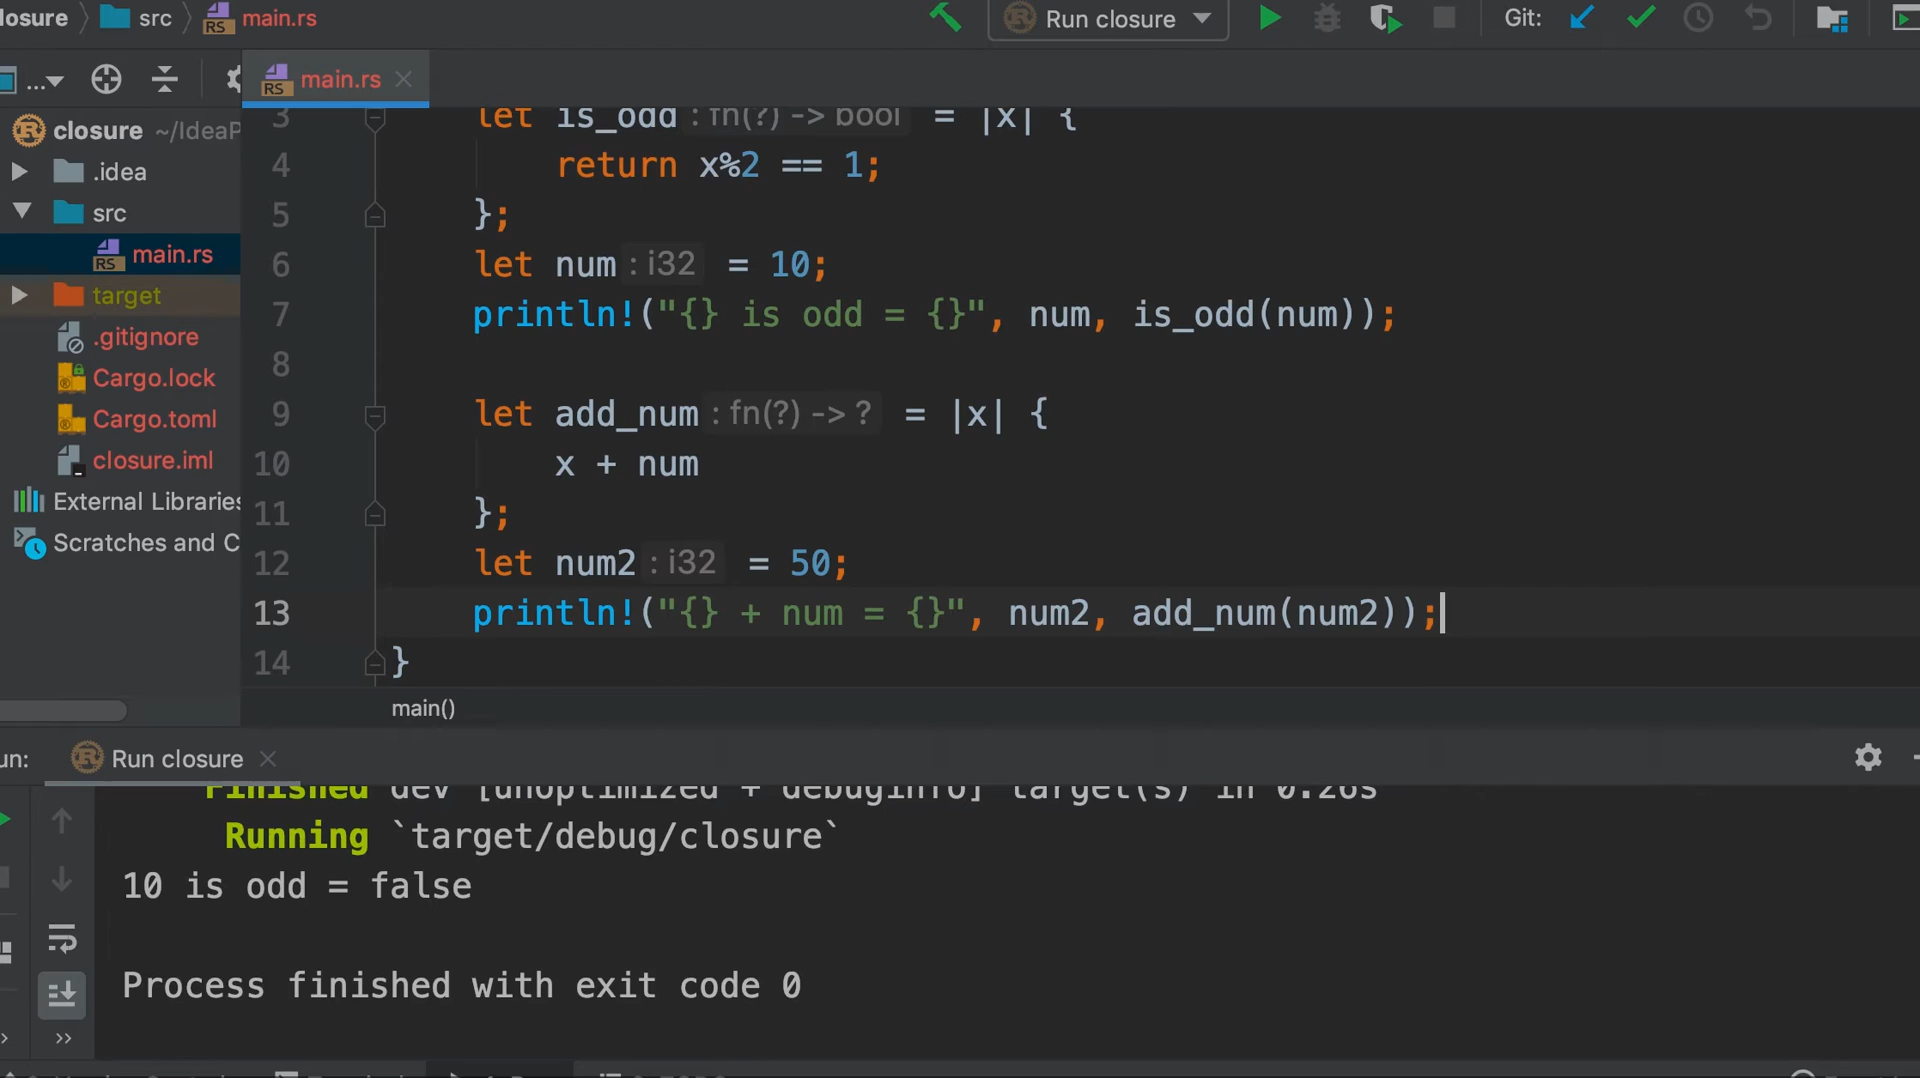 closure src main.rs Run closure Git:
... main.rs
closure ~/IdeaP
.idea
src
main.rs
target
.gitignore
Cargo.lock
Cargo.toml
closure.iml
External Libraries
Scratches and C
3 let is_odd : fn(?) -> bool = |x| {
4 return x%2 == 1;
5 };
6 let num : i32 = 10;
7 println!("{} is odd = {}", num, is_odd(num));
8
9 let add_num : fn(?) -> ? = |x| {
10 x + num
11 };
12 let num2 : i32 = 50;
13 println!("{} + num = {}", num2, add_num(num2));
14 }
main()
un: Run closure
Finished dev [unoptimized + debuginfo] target(s) in 0.26s
Running `target/debug/closure`
10 is odd = false
Process finished with exit code 0